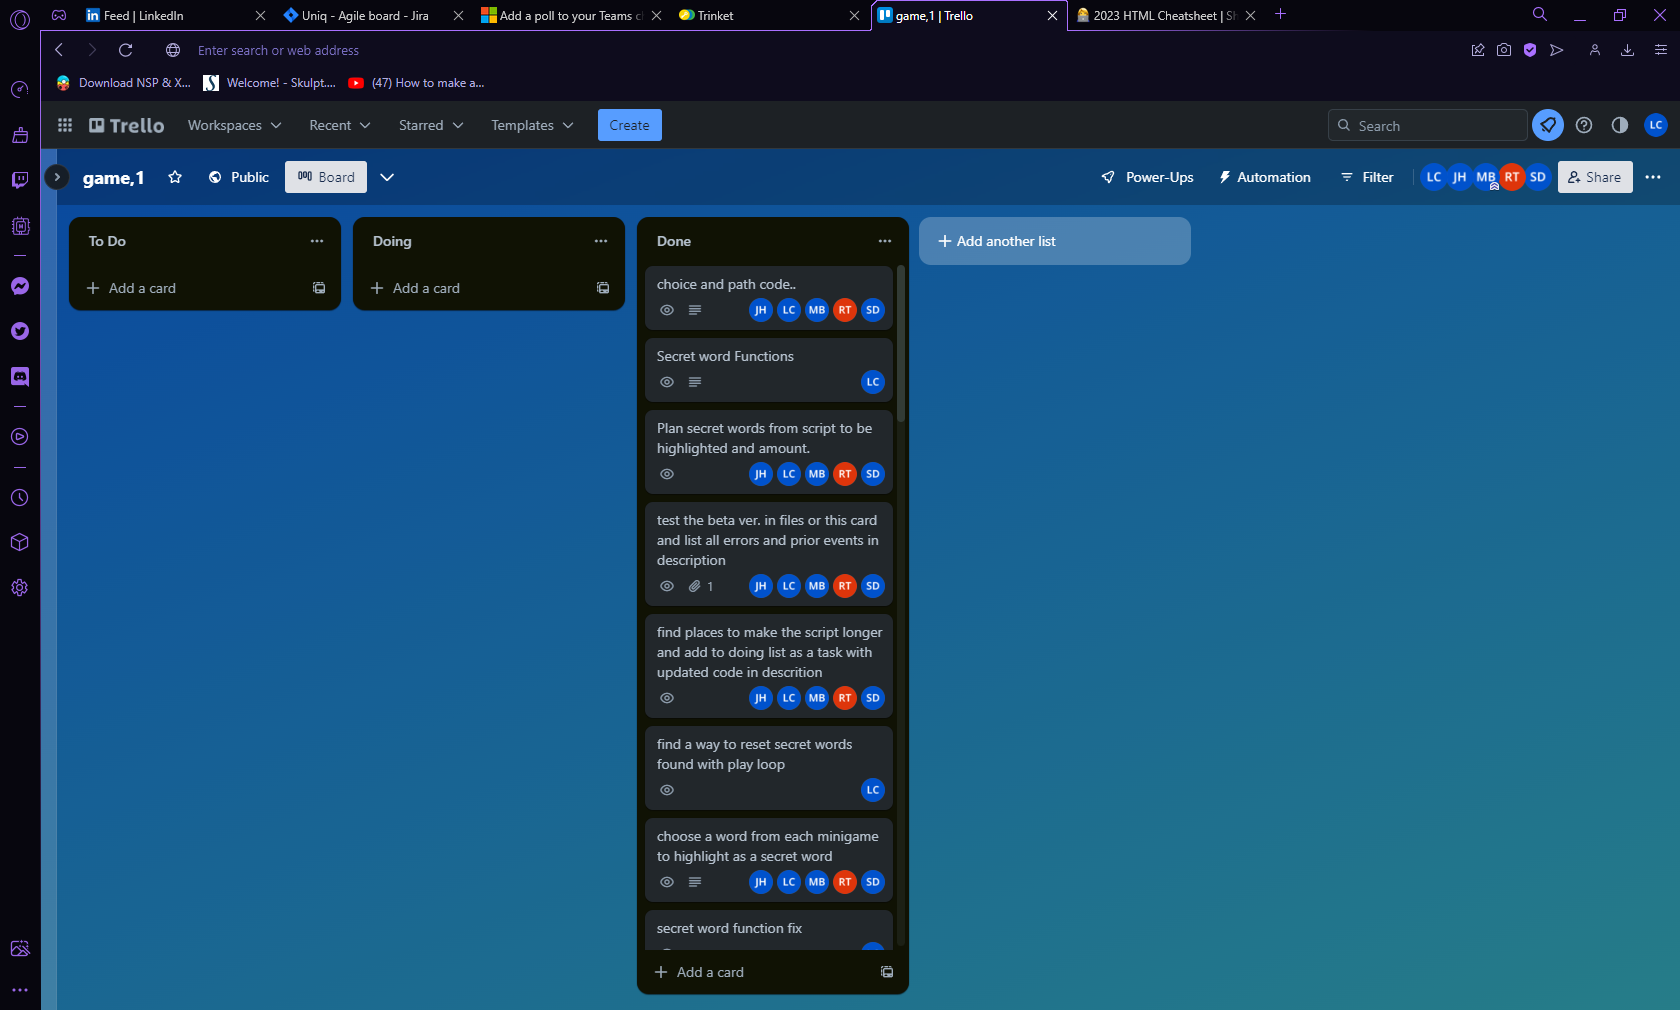 Feed | LinkedIn
Uniq - Agile board - Jira
Add a poll to your Teams
Trinket
game,1 | Trello
2023 HTML Cheatsheet |
Enter search or web address
Download NSP & X...
Welcome! - Skulpt....
(47) How to make a...
Trello
Workspaces
Recent
Starred
Templates
Create
Search
LC
game,1
Public
Board
Power-Ups
Automation
Filter
LC
JH
MB
RT
SD
Share
To Do
Add a card
Doing
Add a card
Done
choice and path code..
JH
LC
MB
RT
SD
Secret word Functions
LC
Plan secret words from script to be
highlighted and amount.
JH
LC
MB
RT
SD
test the beta ver. in files or this card
and list all errors and prior events in
description
1
JH
LC
MB
RT
SD
find places to make the script longer
and add to doing list as a task with
updated code in descrition
JH
LC
MB
RT
SD
find a way to reset secret words
found with play loop
LC
choose a word from each minigame
to highlight as a secret word
JH
LC
MB
RT
SD
secret word function fix
Add a card
Add another list